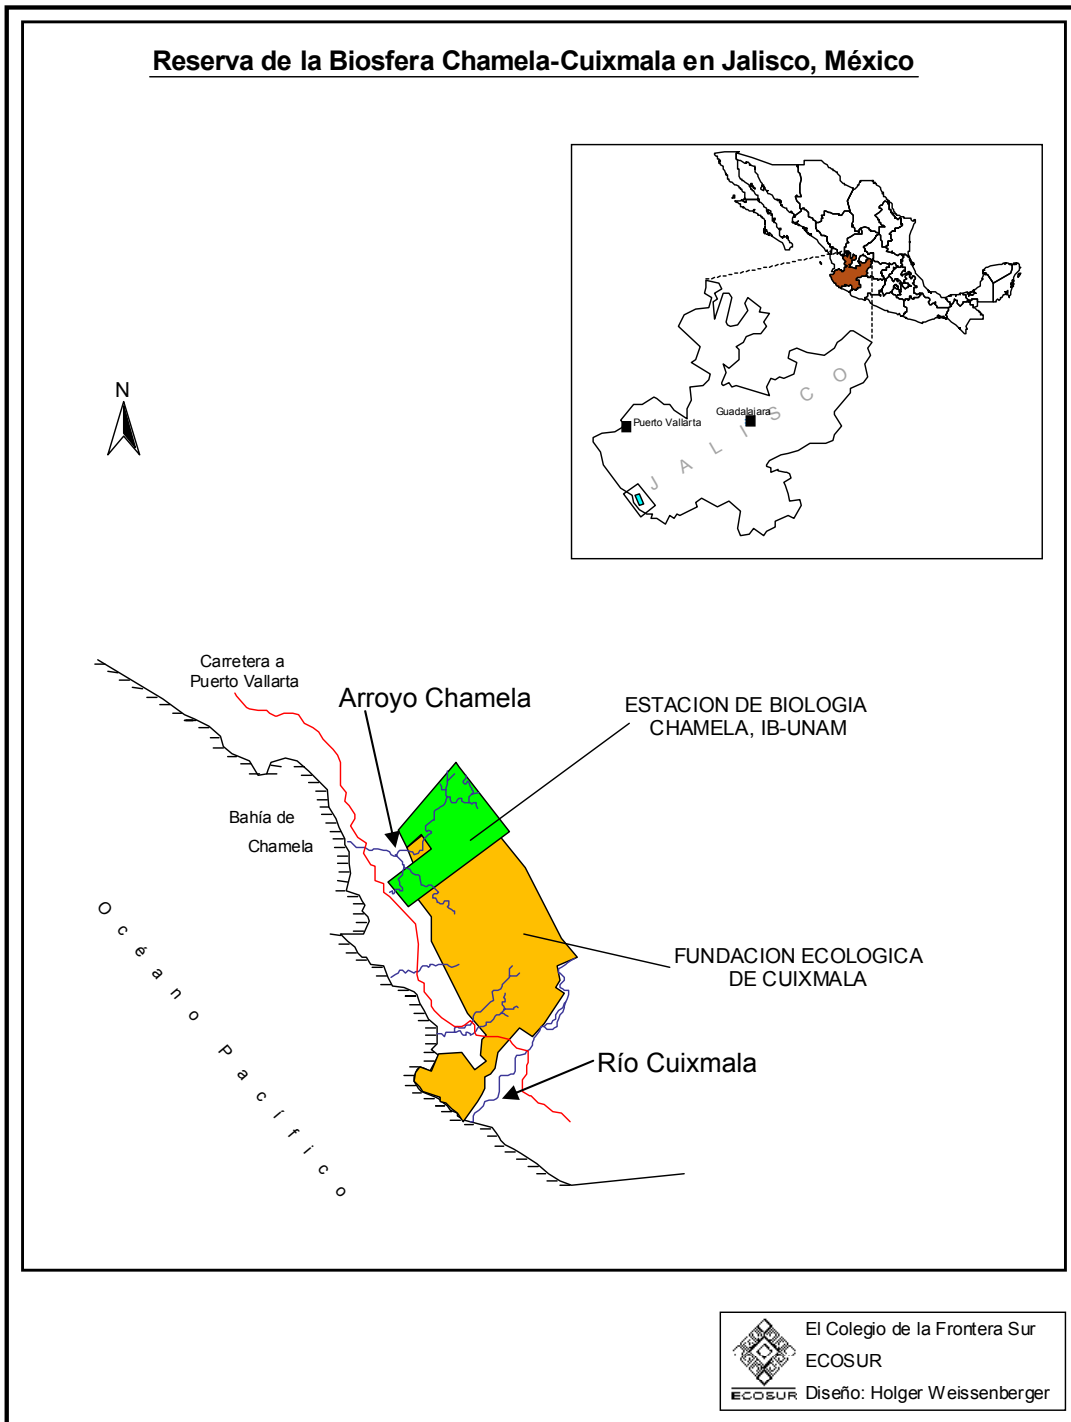 Reserva de la Biosfera Chamela-Cuixmala en Jalisco, México
N
Puerto Vallarta
Guadalajara
JALISCO
Carretera a
Puerto Vallarta
Arroyo Chamela
ESTACION DE BIOLOGIA
CHAMELA, IB-UNAM
Bahía de
Chamela
Océano Pacífico
FUNDACION ECOLOGICA
DE CUIXMALA
Río Cuixmala
El Colegio de la Frontera Sur
ECOSUR
ECOSUR
Diseño: Holger Weissenberger